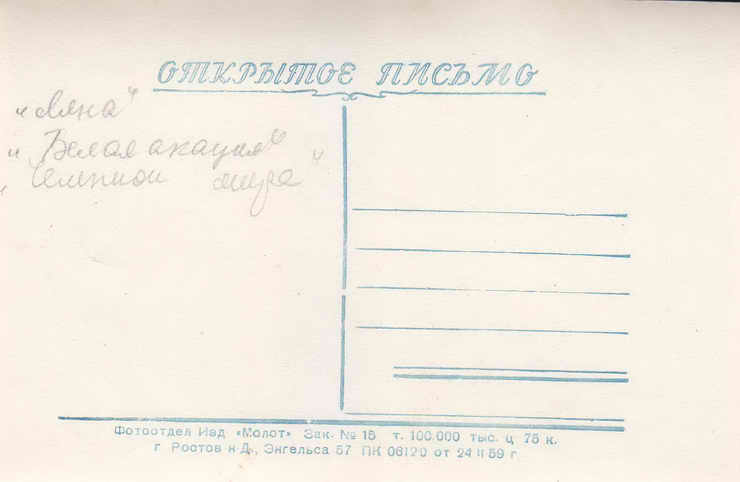 ОТКРЫТОЕ ПИСЬМО
"Яна"
"Белая акация"
"Чемпион мира"
Фотоотдел Изд «Молот» Зак. № 15 т. 100.000 тыс. ц 75 к.
г Ростов н-Д, Энгельса 57 ПК 06120 от 24 II 59 г.